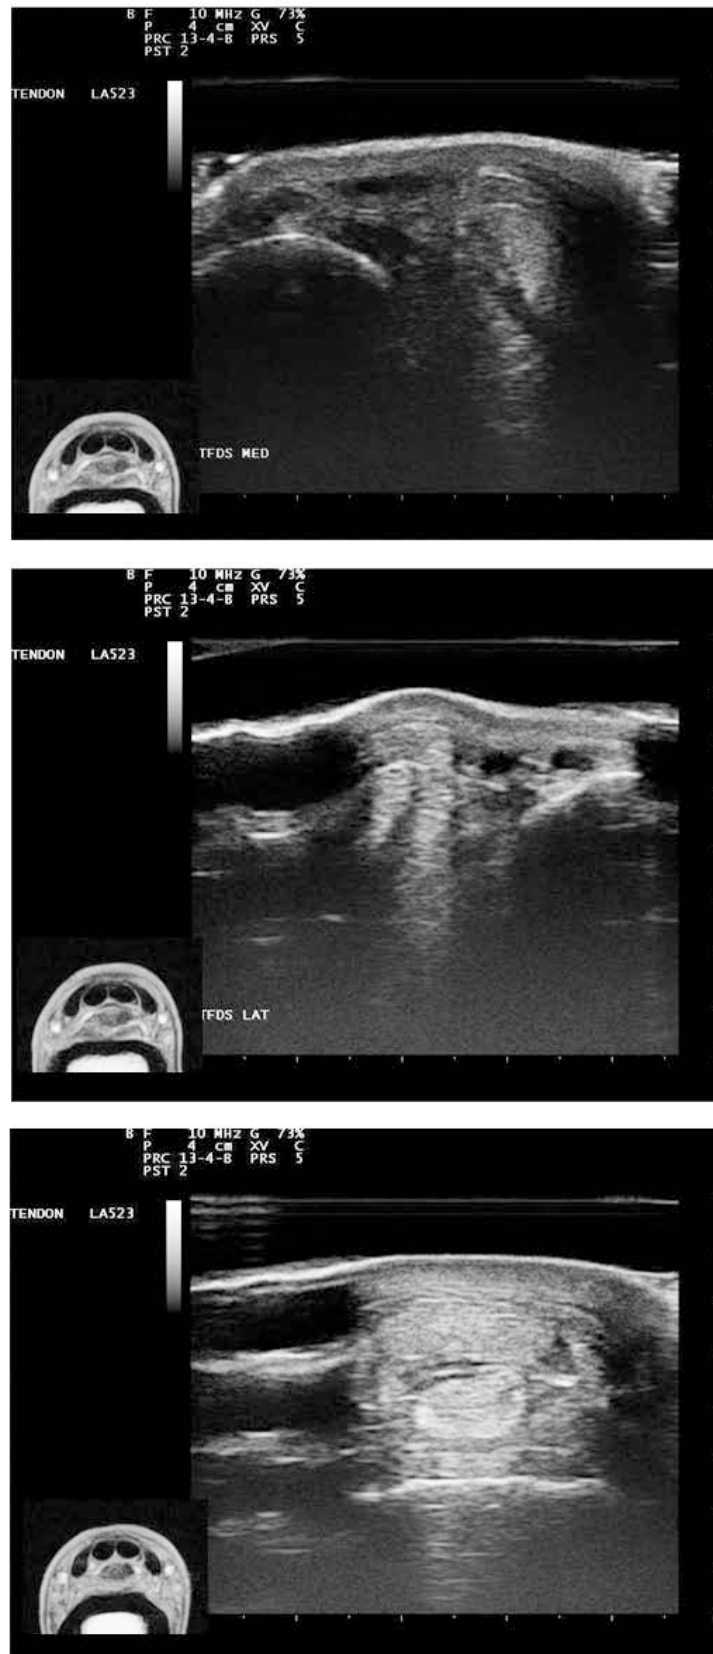 B F 10 MHz G 73%
P 4 cm XV C
PRC 13-4-B PRS 5
PST 2
TENDON LA523
TFDS MED
B F 10 MHz G 73%
P 4 cm XV C
PRC 13-4-B PRS 5
PST 2
TENDON LA523
TFDS LAT
B F 10 MHz G 73%
P 4 cm XV C
PRC 13-4-B PRS 5
PST 2
TENDON LA523